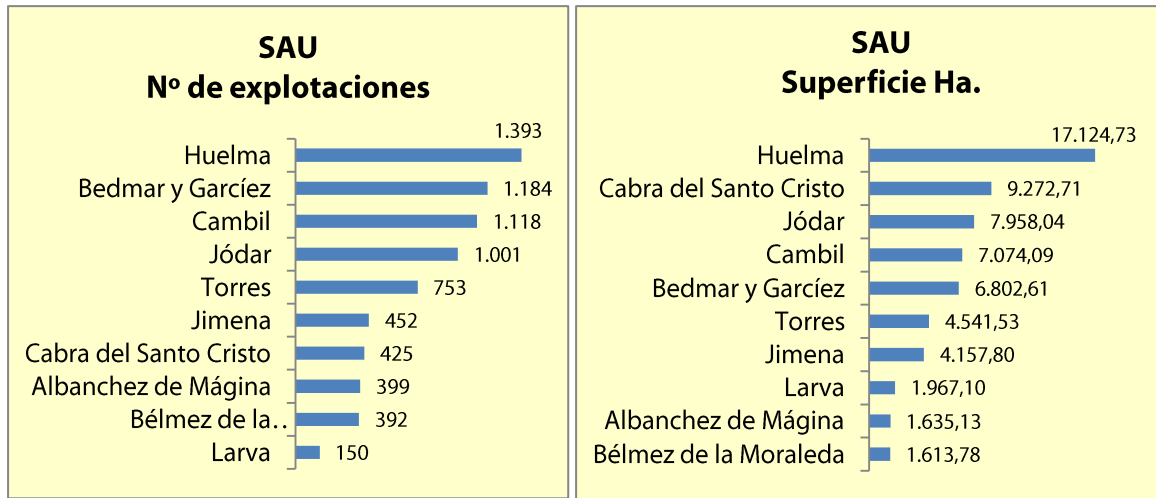 SAU
Nº de explotaciones
1.393
Huelma
Bedmar y Garcíez 1.184
Cambil 1.118
Jódar 1.001
Torres 753
Jimena 452
Cabra del Santo Cristo 425
Albanchez de Mágina 399
Bélmez de la.. 392
Larva 150
SAU
Superficie Ha.
17.124,73
Huelma
Cabra del Santo Cristo 9.272,71
Jódar 7.958,04
Cambil 7.074,09
Bedmar y Garcíez 6.802,61
Torres 4.541,53
Jimena 4.157,80
Larva 1.967,10
Albanchez de Mágina 1.635,13
Bélmez de la Moraleda 1.613,78